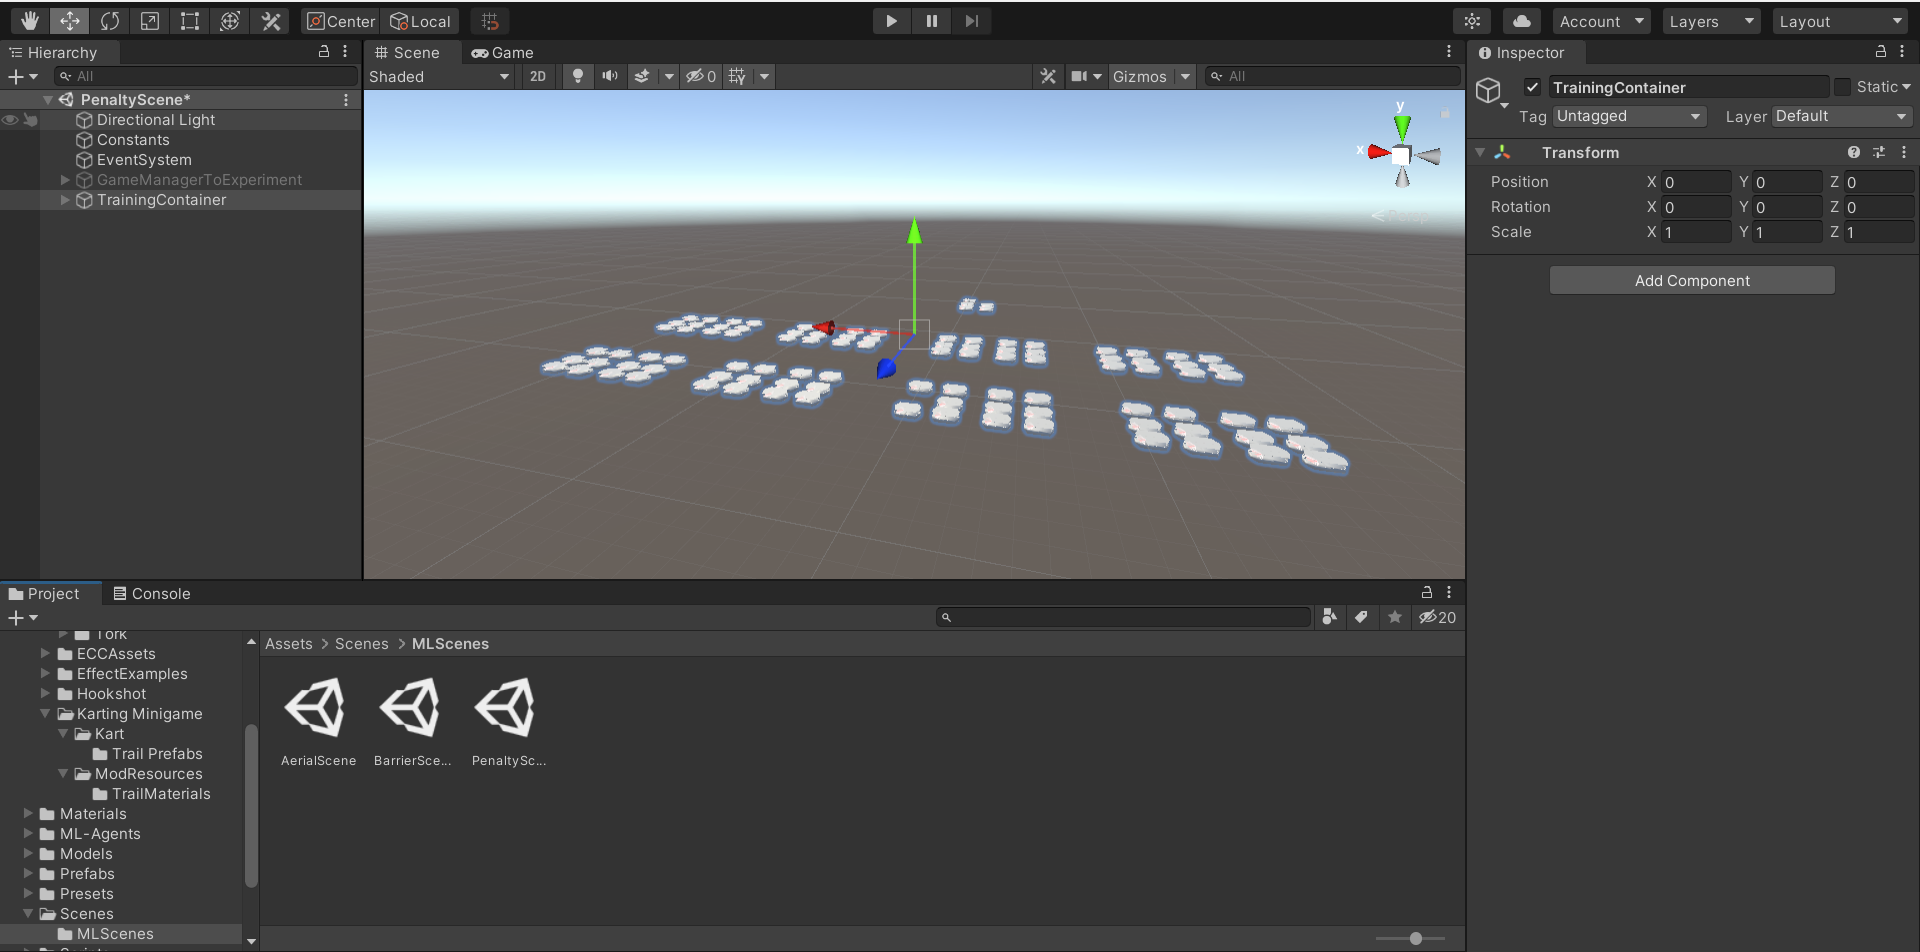 Center Local Account Layers Layout
Hierarchy
All
PenaltyScene*
Directional Light
Constants
EventSystem
GameManagerToExperiment
TrainingContainer
Scene Game
Shaded 2D 0 Gizmos All
y
x
Persp
Inspector
TrainingContainer Static
Tag Untagged Layer Default
Transform
Position X 0 Y 0 Z 0
Rotation X 0 Y 0 Z 0
Scale X 1 Y 1 Z 1
Add Component
Project Console
20
Tork
ECCAssets
EffectExamples
Hookshot
Karting Minigame
Kart
Trail Prefabs
ModResources
TrailMaterials
Materials
ML-Agents
Models
Prefabs
Presets
Scenes
MLScenes
Assets > Scenes > MLScenes
AerialScene BarrierSce... PenaltySc...